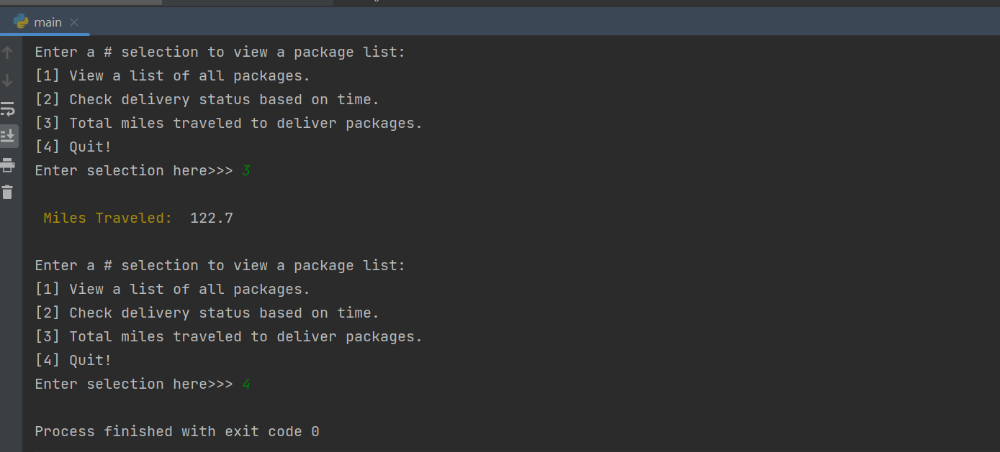 main
Enter a # selection to view a package list:
[1] View a list of all packages.
[2] Check delivery status based on time.
[3] Total miles traveled to deliver packages.
[4] Quit!
Enter selection here>>> 3
Miles Traveled:  122.7
Enter a # selection to view a package list:
[1] View a list of all packages.
[2] Check delivery status based on time.
[3] Total miles traveled to deliver packages.
[4] Quit!
Enter selection here>>> 4
Process finished with exit code 0